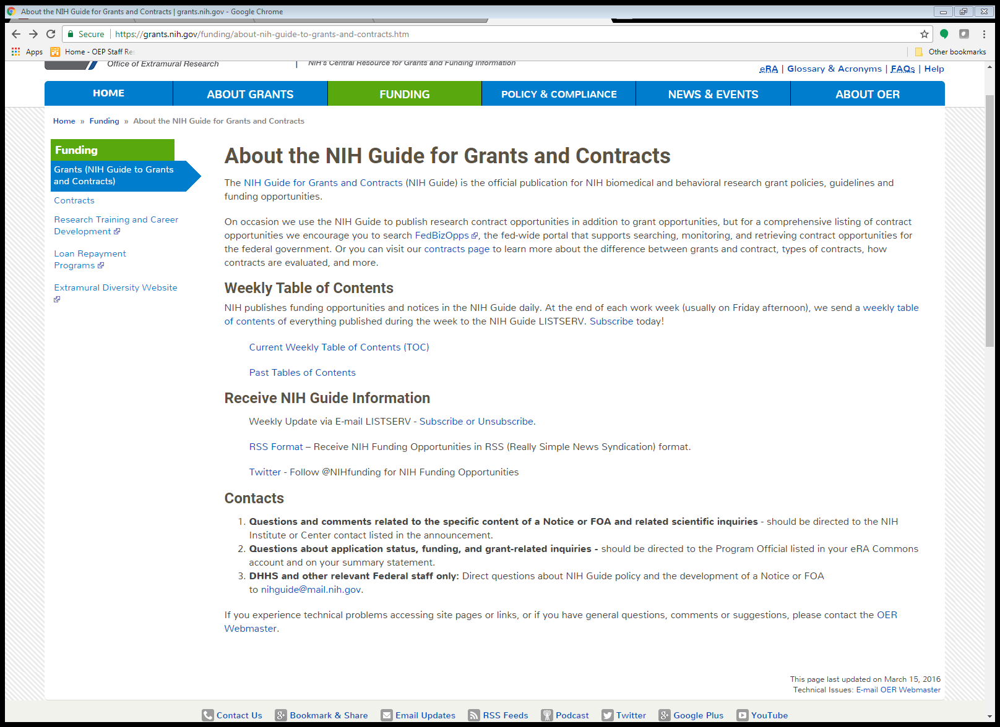 About the NIH Guide for Grants and Contracts | grants.nih.gov - Google Chrome
Secure https://grants.nih.gov/funding/about-nih-guide-to-grants-and-contracts.htm
Apps Home - OEP Staff Res Other bookmarks
Office of Extramural Research NIH's Central Resource for Grants and Funding Information
eRA | Glossary & Acronyms | FAQs | Help
HOME ABOUT GRANTS FUNDING POLICY & COMPLIANCE NEWS & EVENTS ABOUT OER
Home » Funding » About the NIH Guide for Grants and Contracts
Funding
Grants (NIH Guide to Grants
and Contracts)
Contracts
Research Training and Career
Development
Loan Repayment
Programs
Extramural Diversity Website
About the NIH Guide for Grants and Contracts
The NIH Guide for Grants and Contracts (NIH Guide) is the official publication for NIH biomedical and behavioral research grant policies, guidelines and
funding opportunities.
On occasion we use the NIH Guide to publish research contract opportunities in addition to grant opportunities, but for a comprehensive listing of contract
opportunities we encourage you to search FedBizOpps, the fed-wide portal that supports searching, monitoring, and retrieving contract opportunities for
the federal government. Or you can visit our contracts page to learn more about the difference between grants and contract, types of contracts, how
contracts are evaluated, and more.
Weekly Table of Contents
NIH publishes funding opportunities and notices in the NIH Guide daily. At the end of each work week (usually on Friday afternoon), we send a weekly table
of contents of everything published during the week to the NIH Guide LISTSERV. Subscribe today!
Current Weekly Table of Contents (TOC)
Past Tables of Contents
Receive NIH Guide Information
Weekly Update via E-mail LISTSERV - Subscribe or Unsubscribe.
RSS Format – Receive NIH Funding Opportunities in RSS (Really Simple News Syndication) format.
Twitter - Follow @NIHfunding for NIH Funding Opportunities
Contacts
1. Questions and comments related to the specific content of a Notice or FOA and related scientific inquiries - should be directed to the NIH
Institute or Center contact listed in the announcement.
2. Questions about application status, funding, and grant-related inquiries - should be directed to the Program Official listed in your eRA Commons
account and on your summary statement.
3. DHHS and other relevant Federal staff only: Direct questions about NIH Guide policy and the development of a Notice or FOA
to nihguide@mail.nih.gov.
If you experience technical problems accessing site pages or links, or if you have general questions, comments or suggestions, please contact the OER
Webmaster.
This page last updated on March 15, 2016
Technical Issues: E-mail OER Webmaster
Contact Us Bookmark & Share Email Updates RSS Feeds Podcast Twitter Google Plus YouTube